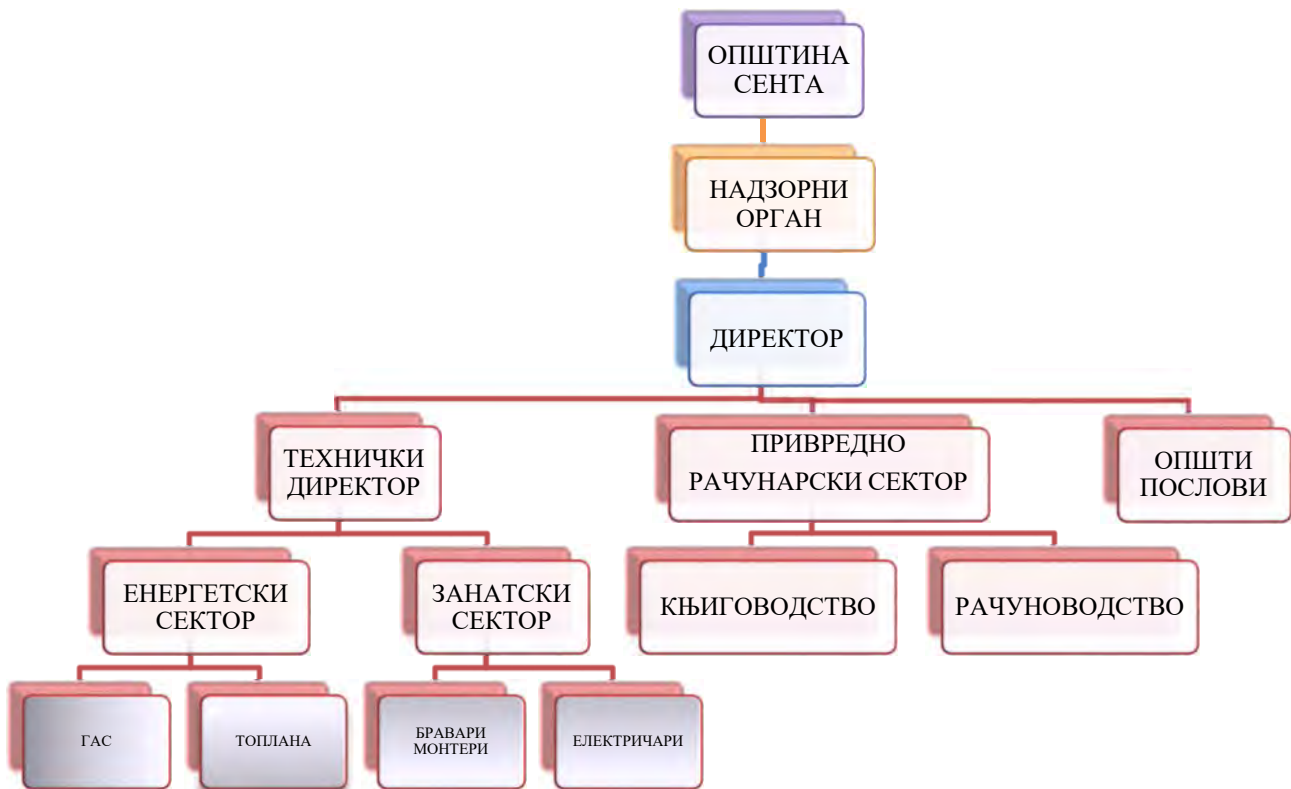 ОПШТИНА
СЕНТА
НАДЗОРНИ
ОРГАН
ДИРЕКТОР
ТЕХНИЧКИ
ДИРЕКТОР
ПРИВРЕДНО
РАЧУНАРСКИ СЕКТОР
ОПШТИ
ПОСЛОВИ
ЕНЕРГЕТСКИ
СЕКТОР
ЗАНАТСКИ
СЕКТОР
КЊИГОВОДСТВО
РАЧУНОВОДСТВО
ГАС
ТОПЛАНА
БРАВАРИ
МОНТЕРИ
ЕЛЕКТРИЧАРИ